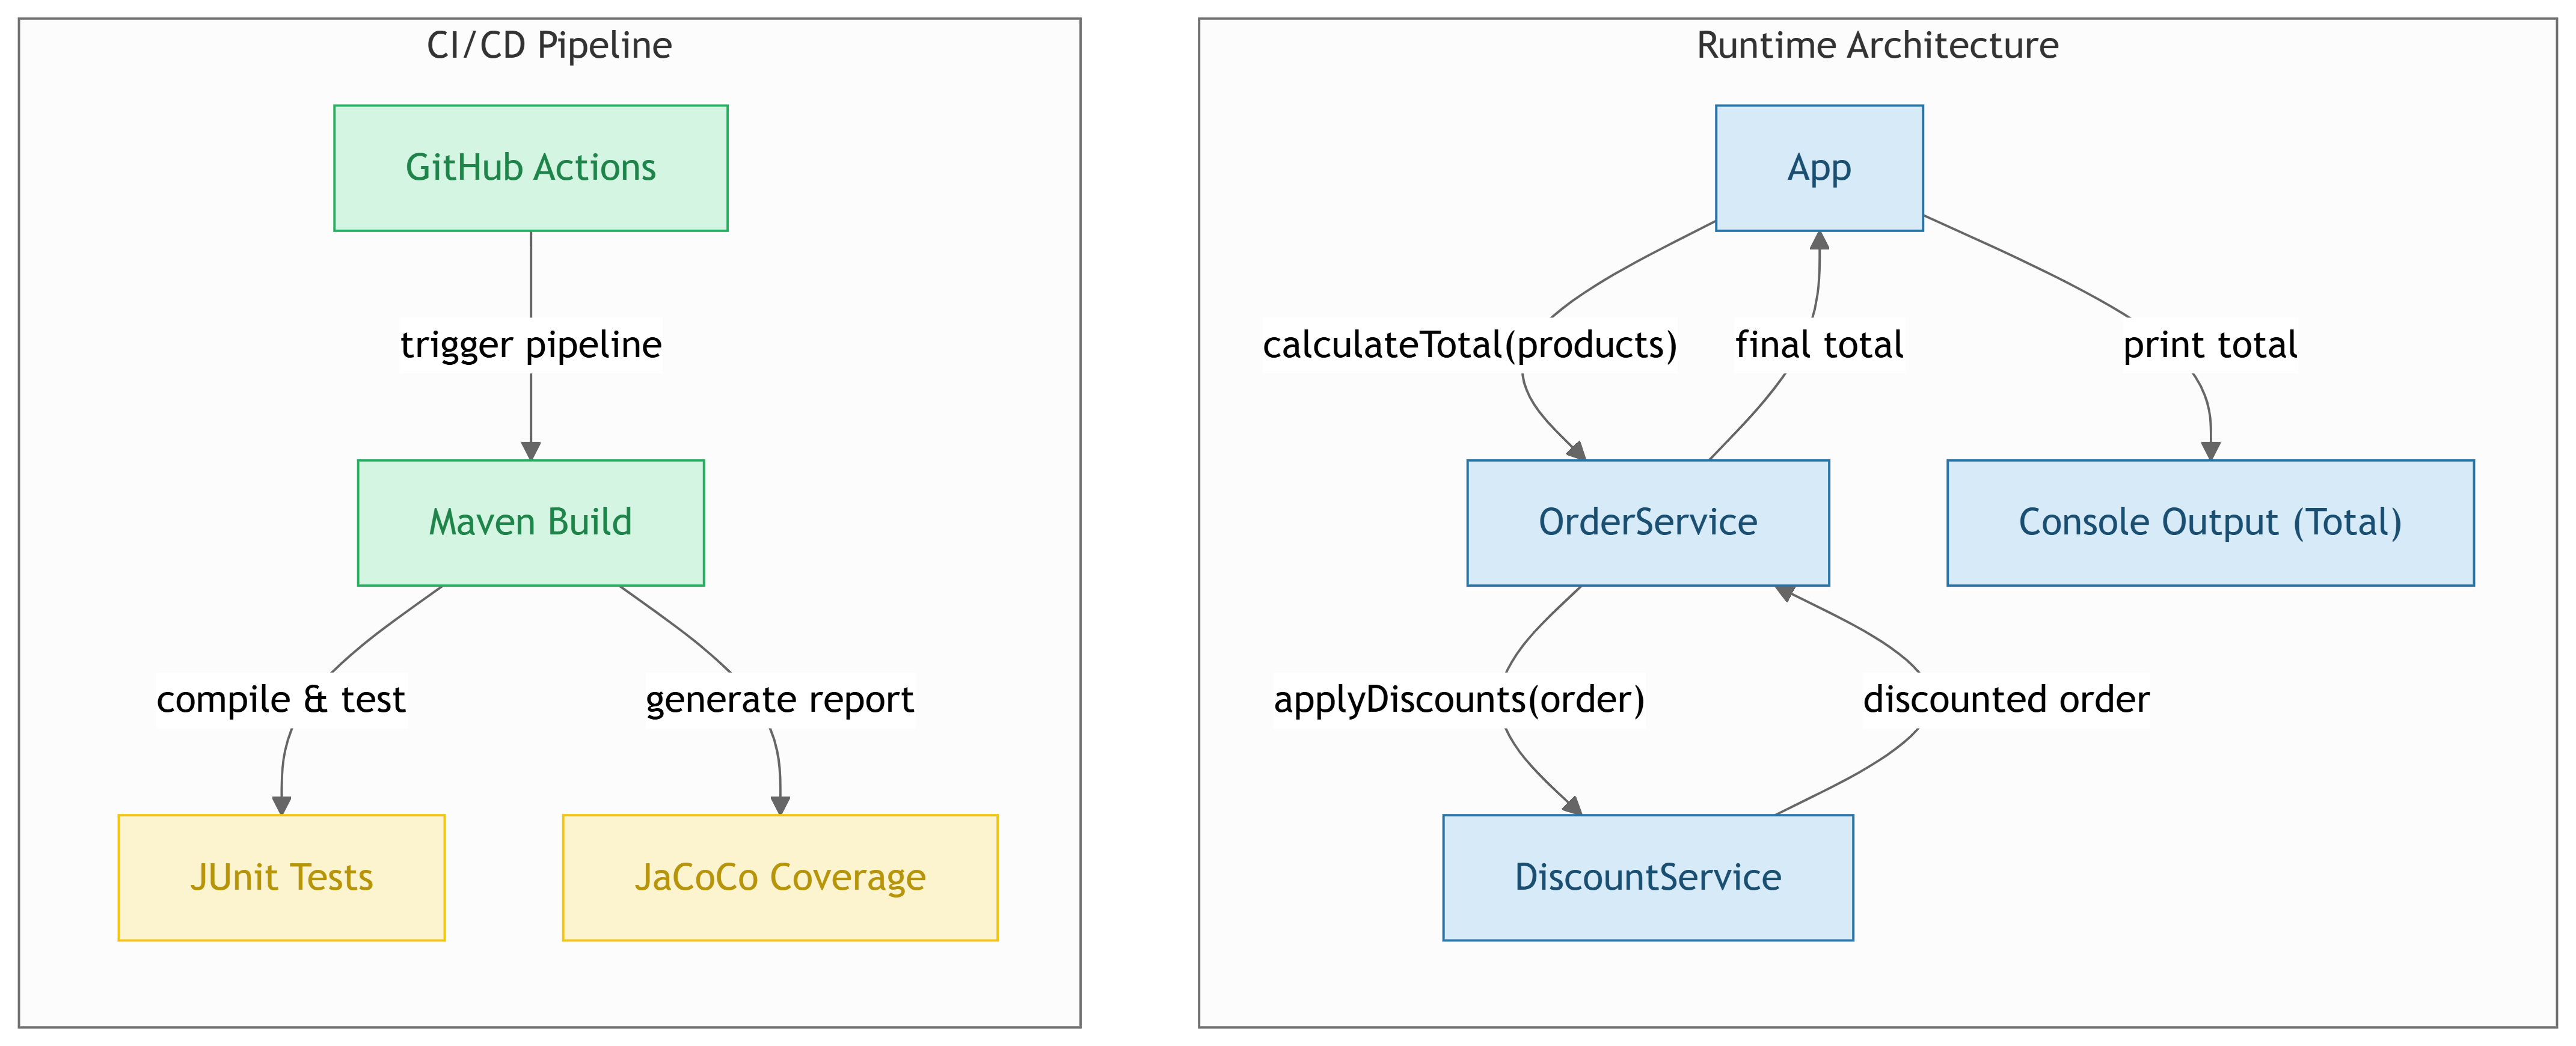 CI/CD Pipeline
GitHub Actions
trigger pipeline
Maven Build
compile & test
generate report
JUnit Tests
JaCoCo Coverage
Runtime Architecture
App
calculateTotal(products)
final total
print total
OrderService
Console Output (Total)
applyDiscounts(order)
discounted order
DiscountService